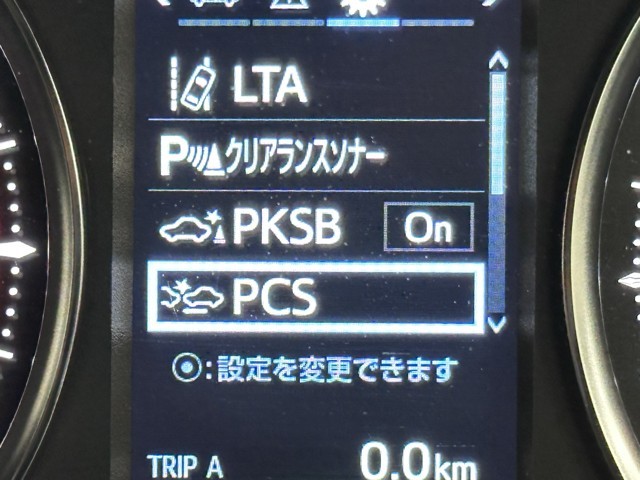 LTA
P クリアランスソナー
PKSB On
PCS
◉:設定を変更できます
TRIP A 0.0km